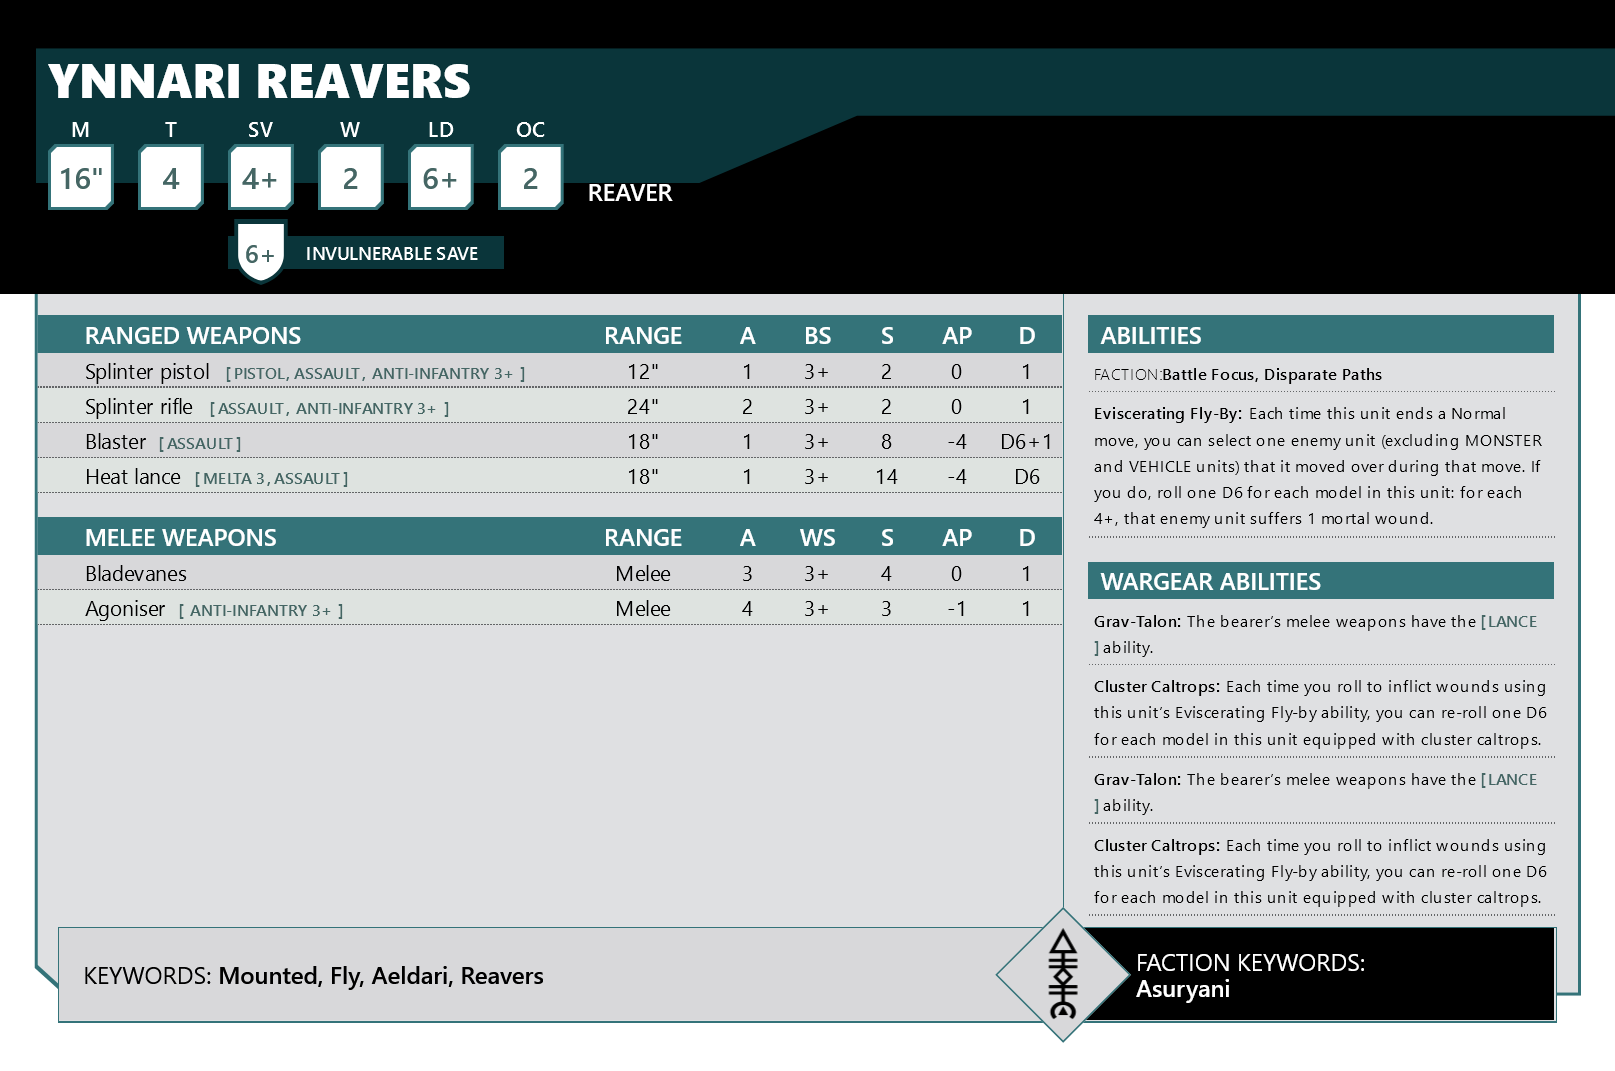 YNNARI REAVERS
M T SV W LD OC
16" 4 4+ 2 6+ 2 REAVER
6+ INVULNERABLE SAVE
RANGED WEAPONS RANGE A BS S AP D
Splinter pistol [PISTOL, ASSAULT, ANTI-INFANTRY 3+ ] 12" 1 3+ 2 0 1
Splinter rifle [ASSAULT, ANTI-INFANTRY 3+ ] 24" 2 3+ 2 0 1
Blaster [ASSAULT] 18" 1 3+ 8 -4 D6+1
Heat lance [MELTA 3, ASSAULT] 18" 1 3+ 14 -4 D6
MELEE WEAPONS RANGE A WS S AP D
Bladevanes Melee 3 3+ 4 0 1
Agoniser [ ANTI-INFANTRY 3+ ] Melee 4 3+ 3 -1 1
ABILITIES
FACTION:Battle Focus, Disparate Paths
Eviscerating Fly-By: Each time this unit ends a Normal
move, you can select one enemy unit (excluding MONSTER
and VEHICLE units) that it moved over during that move. If
you do, roll one D6 for each model in this unit: for each
4+, that enemy unit suffers 1 mortal wound.
WARGEAR ABILITIES
Grav-Talon: The bearer’s melee weapons have the [LANCE
] ability.
Cluster Caltrops: Each time you roll to inflict wounds using
this unit’s Eviscerating Fly-by ability, you can re-roll one D6
for each model in this unit equipped with cluster caltrops.
Grav-Talon: The bearer’s melee weapons have the [LANCE
] ability.
Cluster Caltrops: Each time you roll to inflict wounds using
this unit’s Eviscerating Fly-by ability, you can re-roll one D6
for each model in this unit equipped with cluster caltrops.
KEYWORDS: Mounted, Fly, Aeldari, Reavers
FACTION KEYWORDS:
Asuryani